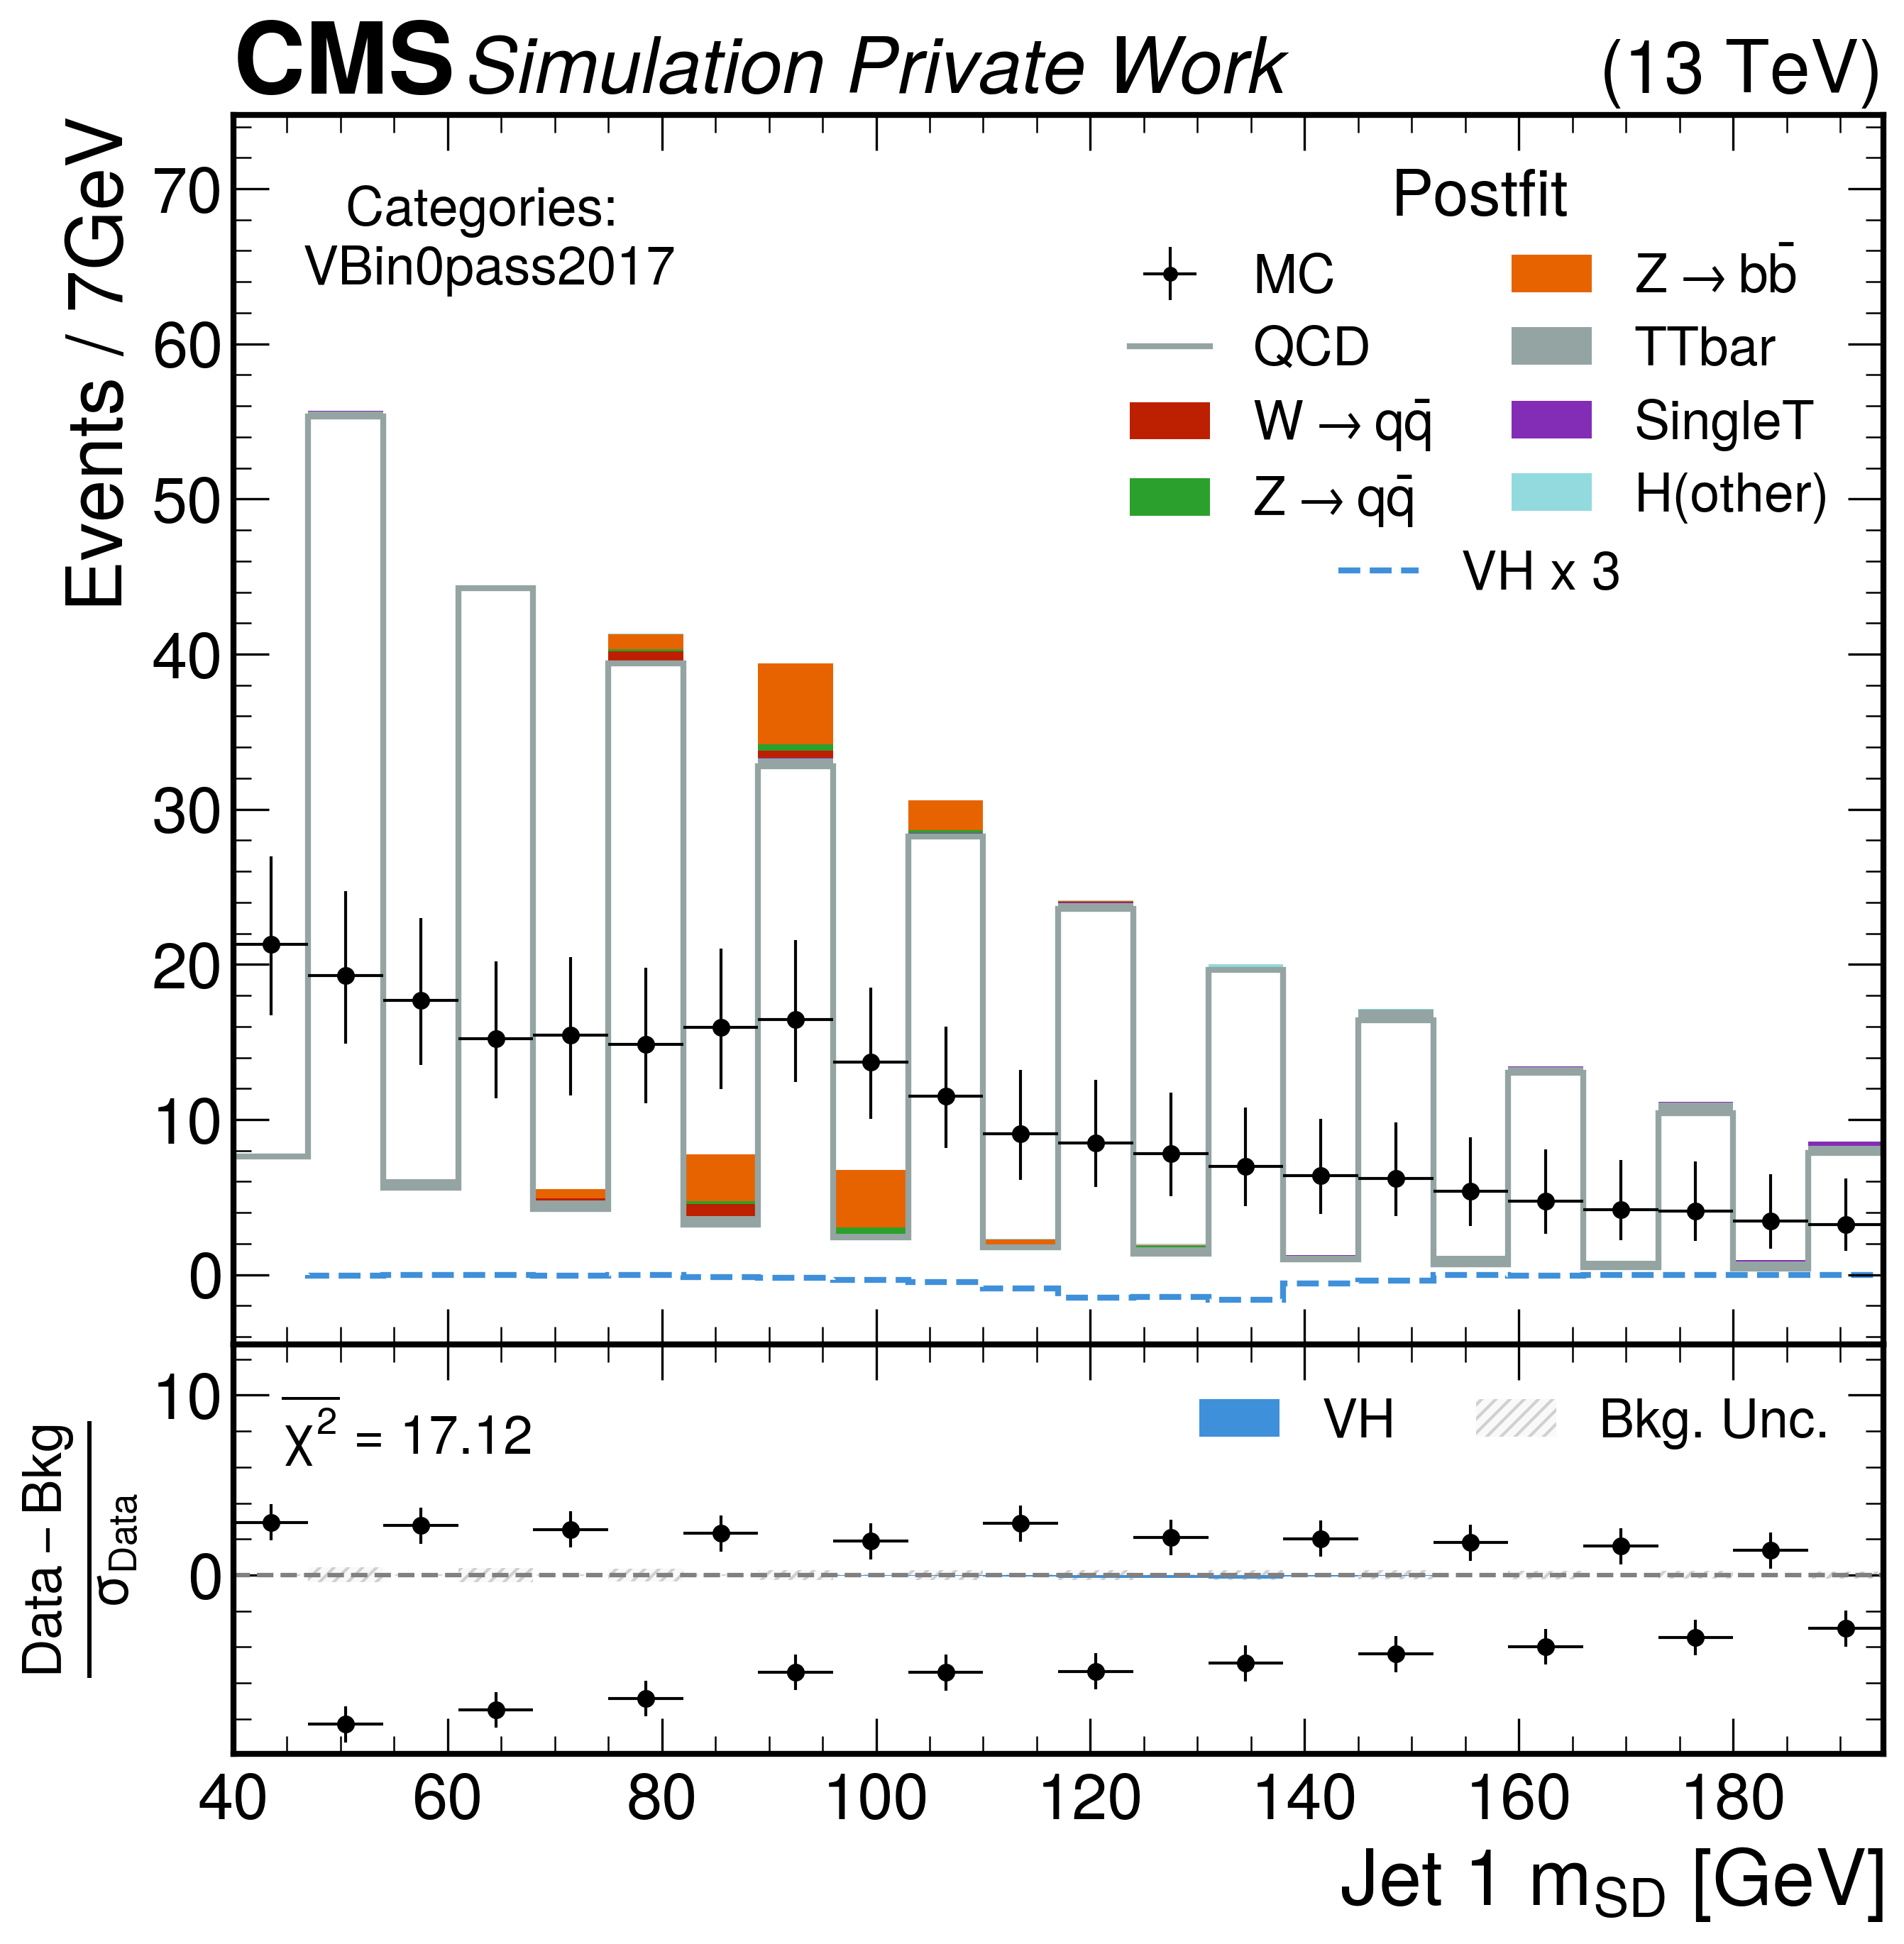 CMS Simulation Private Work (13 TeV)
Events / 7GeV
70
60
50
40
30
20
10
0
Categories:
VBin0pass2017
Postfit
MC
QCD
W → qq̄
Z → qq̄
Z → bb̄
TTbar
SingleT
H(other)
VH x 3
Data − Bkg
σData
10
0
χ² = 17.12
VH
Bkg. Unc.
40 60 80 100 120 140 160 180
Jet 1 mSD [GeV]